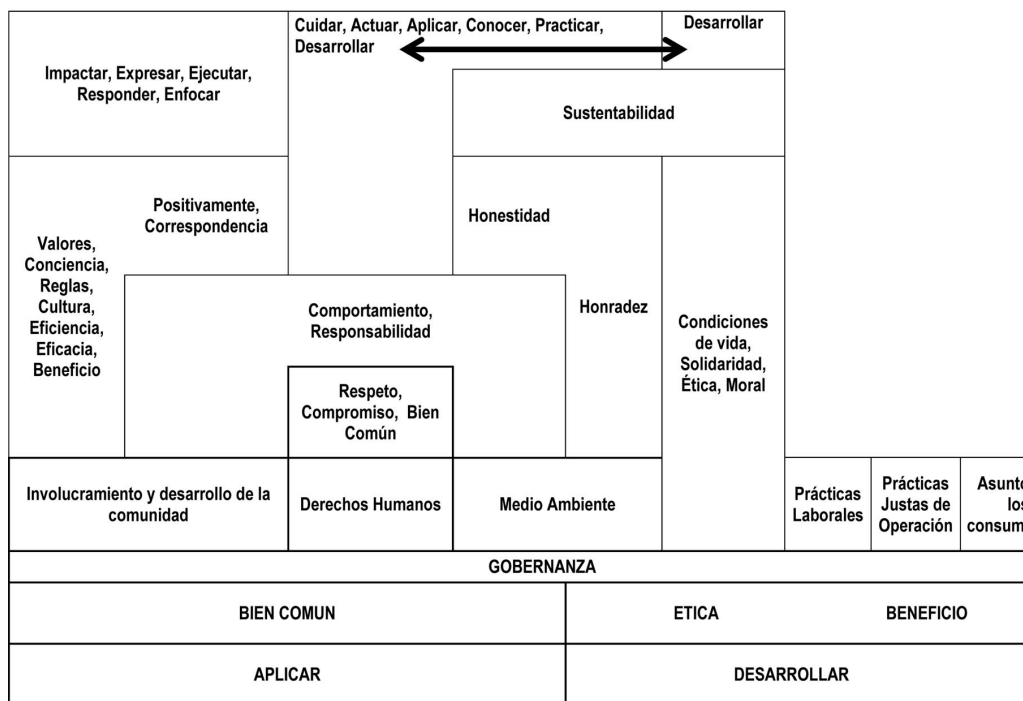 Cuidar, Actuar, Aplicar, Conocer, Practicar,
Desarrollar
Desarrollar
Impactar, Expresar, Ejecutar,
Responder, Enfocar
Sustentabilidad
Positivamente,
Correspondencia
Honestidad
Valores,
Conciencia,
Reglas,
Cultura,
Eficiencia,
Eficacia,
Beneficio
Comportamiento,
Responsabilidad
Honradez
Condiciones
de vida,
Solidaridad,
Ética, Moral
Respeto,
Compromiso, Bien
Común
Involucramiento y desarrollo de la
comunidad
Derechos Humanos
Medio Ambiente
Prácticas
Laborales
Prácticas
Justas de
Operación
GOBERNANZA
BIEN COMUN
ETICA
BENEFICIO
APLICAR
DESARROLLAR